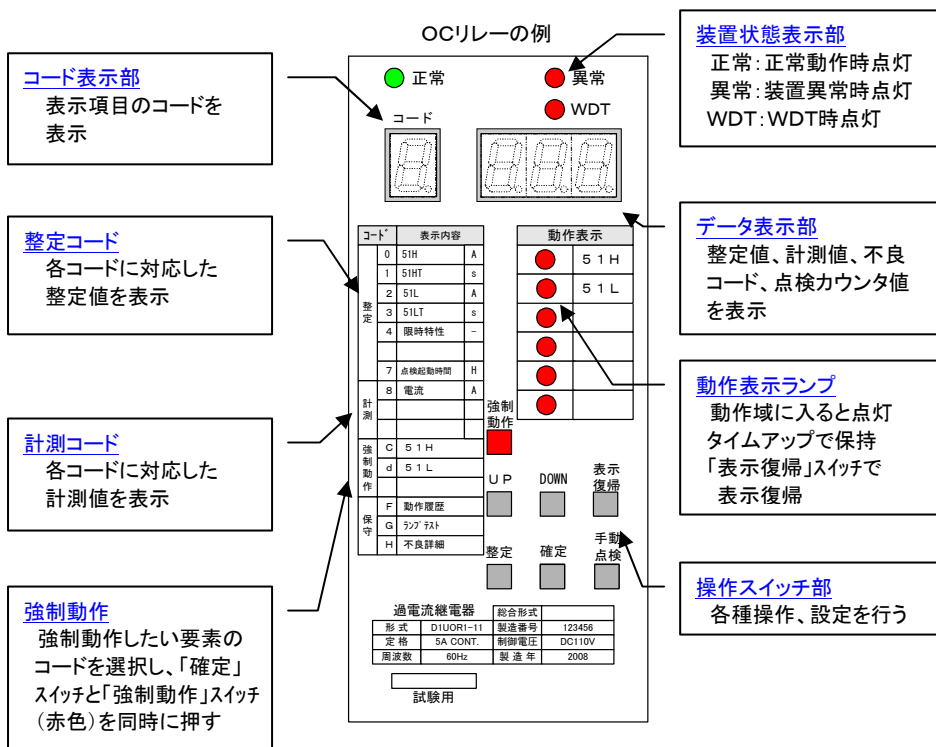 OCリレーの例
コード表示部
表示項目のコードを
表示
整定コード
各コードに対応した
整定値を表示
計測コード
各コードに対応した
計測値を表示
強制動作
強制動作したい要素の
コードを選択し、「確定」
スイッチと「強制動作」スイッチ
(赤色)を同時に押す
正常
異常
WDT
コード
コード 表示内容
整定
0 51H A
1 51HT s
2 51L A
3 51LT s
4 限時特性 −
7 点検起動時間 H
計測
8 電流 A
強制動作
C 51H
d 51L
保守
F 動作履歴
G ランプテスト
H 不良詳細
動作表示
51H
51L
強制
動作
UP DOWN 表示
復帰
整定 確定 手動
点検
過電流継電器 総合形式
形式 D1UOR1-11 製造番号 123456
定格 5A CONT. 制御電圧 DC110V
周波数 60Hz 製造年 2008
試験用
装置状態表示部
正常:正常動作時点灯
異常:装置異常時点灯
WDT:WDT時点灯
データ表示部
整定値、計測値、不良
コード、点検カウンタ値
を表示
動作表示ランプ
動作域に入ると点灯
タイムアップで保持
「表示復帰」スイッチで
表示復帰
操作スイッチ部
各種操作、設定を行う